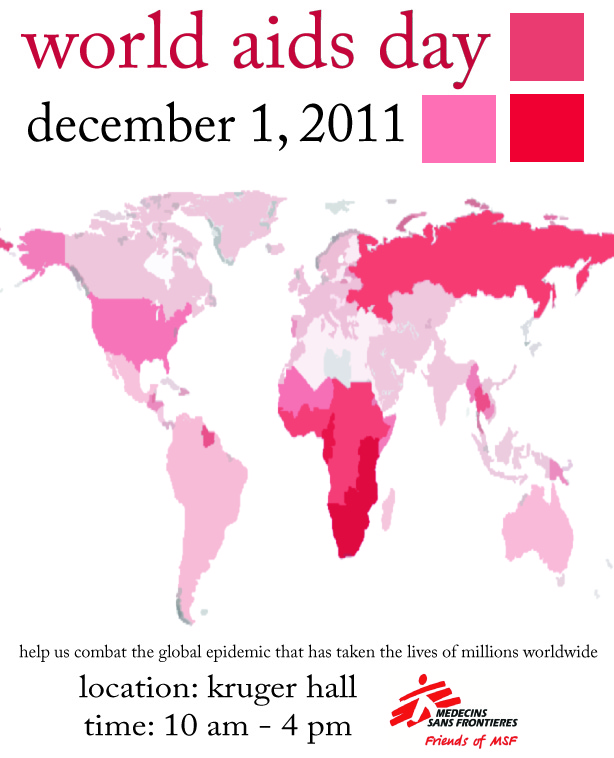 world aids day
december 1, 2011
help us combat the global epidemic that has taken the lives of millions worldwide
location: kruger hall
time: 10 am - 4 pm
MEDECINS
SANS FRONTIERES
Friends of MSF